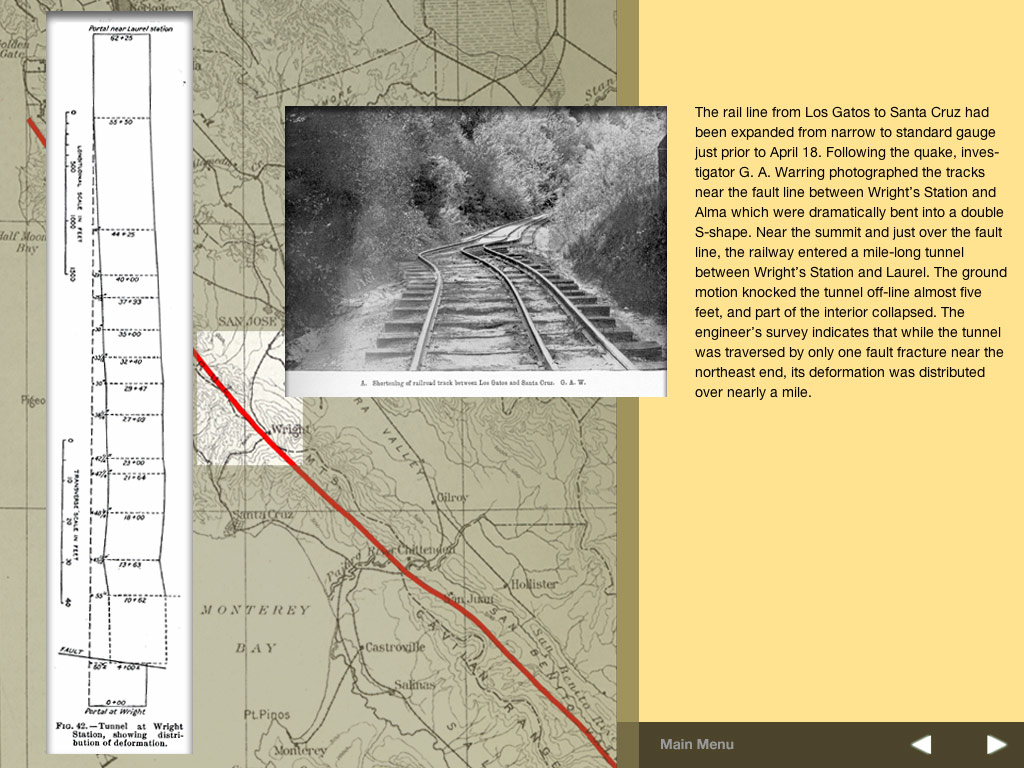 Portal near Laurel station
62+25
55+50
LONGITUDINAL SCALE IN FEET
0
500
1000
1500
44+25
40+00
37+93
35+00
32+40
29+47
27+03
23+00
21+64
18+00
13+63
10+62
TRANSVERSE SCALE IN FEET
0
10
20
30
40
FAULT
4+00
0+00
Portal at Wright
FIG. 42.—Tunnel at Wright
Station, showing distri-
bution of deformation.
Berkeley
Golden
Gate
Alameda
Half Moon
Bay
SAN JOSE
Wright
VALLEY
Gilroy
Santa Cruz
Chittenden
Hollister
San Juan
MONTEREY
BAY
Castroville
Salinas
Pt.Pinos
Monterey
GAVILAN RANGE
SAN BENITO
San Benito
A. Shortening of railroad track between Los Gatos and Santa Cruz. G. A. W.
The rail line from Los Gatos to Santa Cruz had
been expanded from narrow to standard gauge
just prior to April 18. Following the quake, inves-
tigator G. A. Warring photographed the tracks
near the fault line between Wright's Station and
Alma which were dramatically bent into a double
S-shape. Near the summit and just over the fault
line, the railway entered a mile-long tunnel
between Wright's Station and Laurel. The ground
motion knocked the tunnel off-line almost five
feet, and part of the interior collapsed. The
engineer's survey indicates that while the tunnel
was traversed by only one fault fracture near the
northeast end, its deformation was distributed
over nearly a mile.
Main Menu